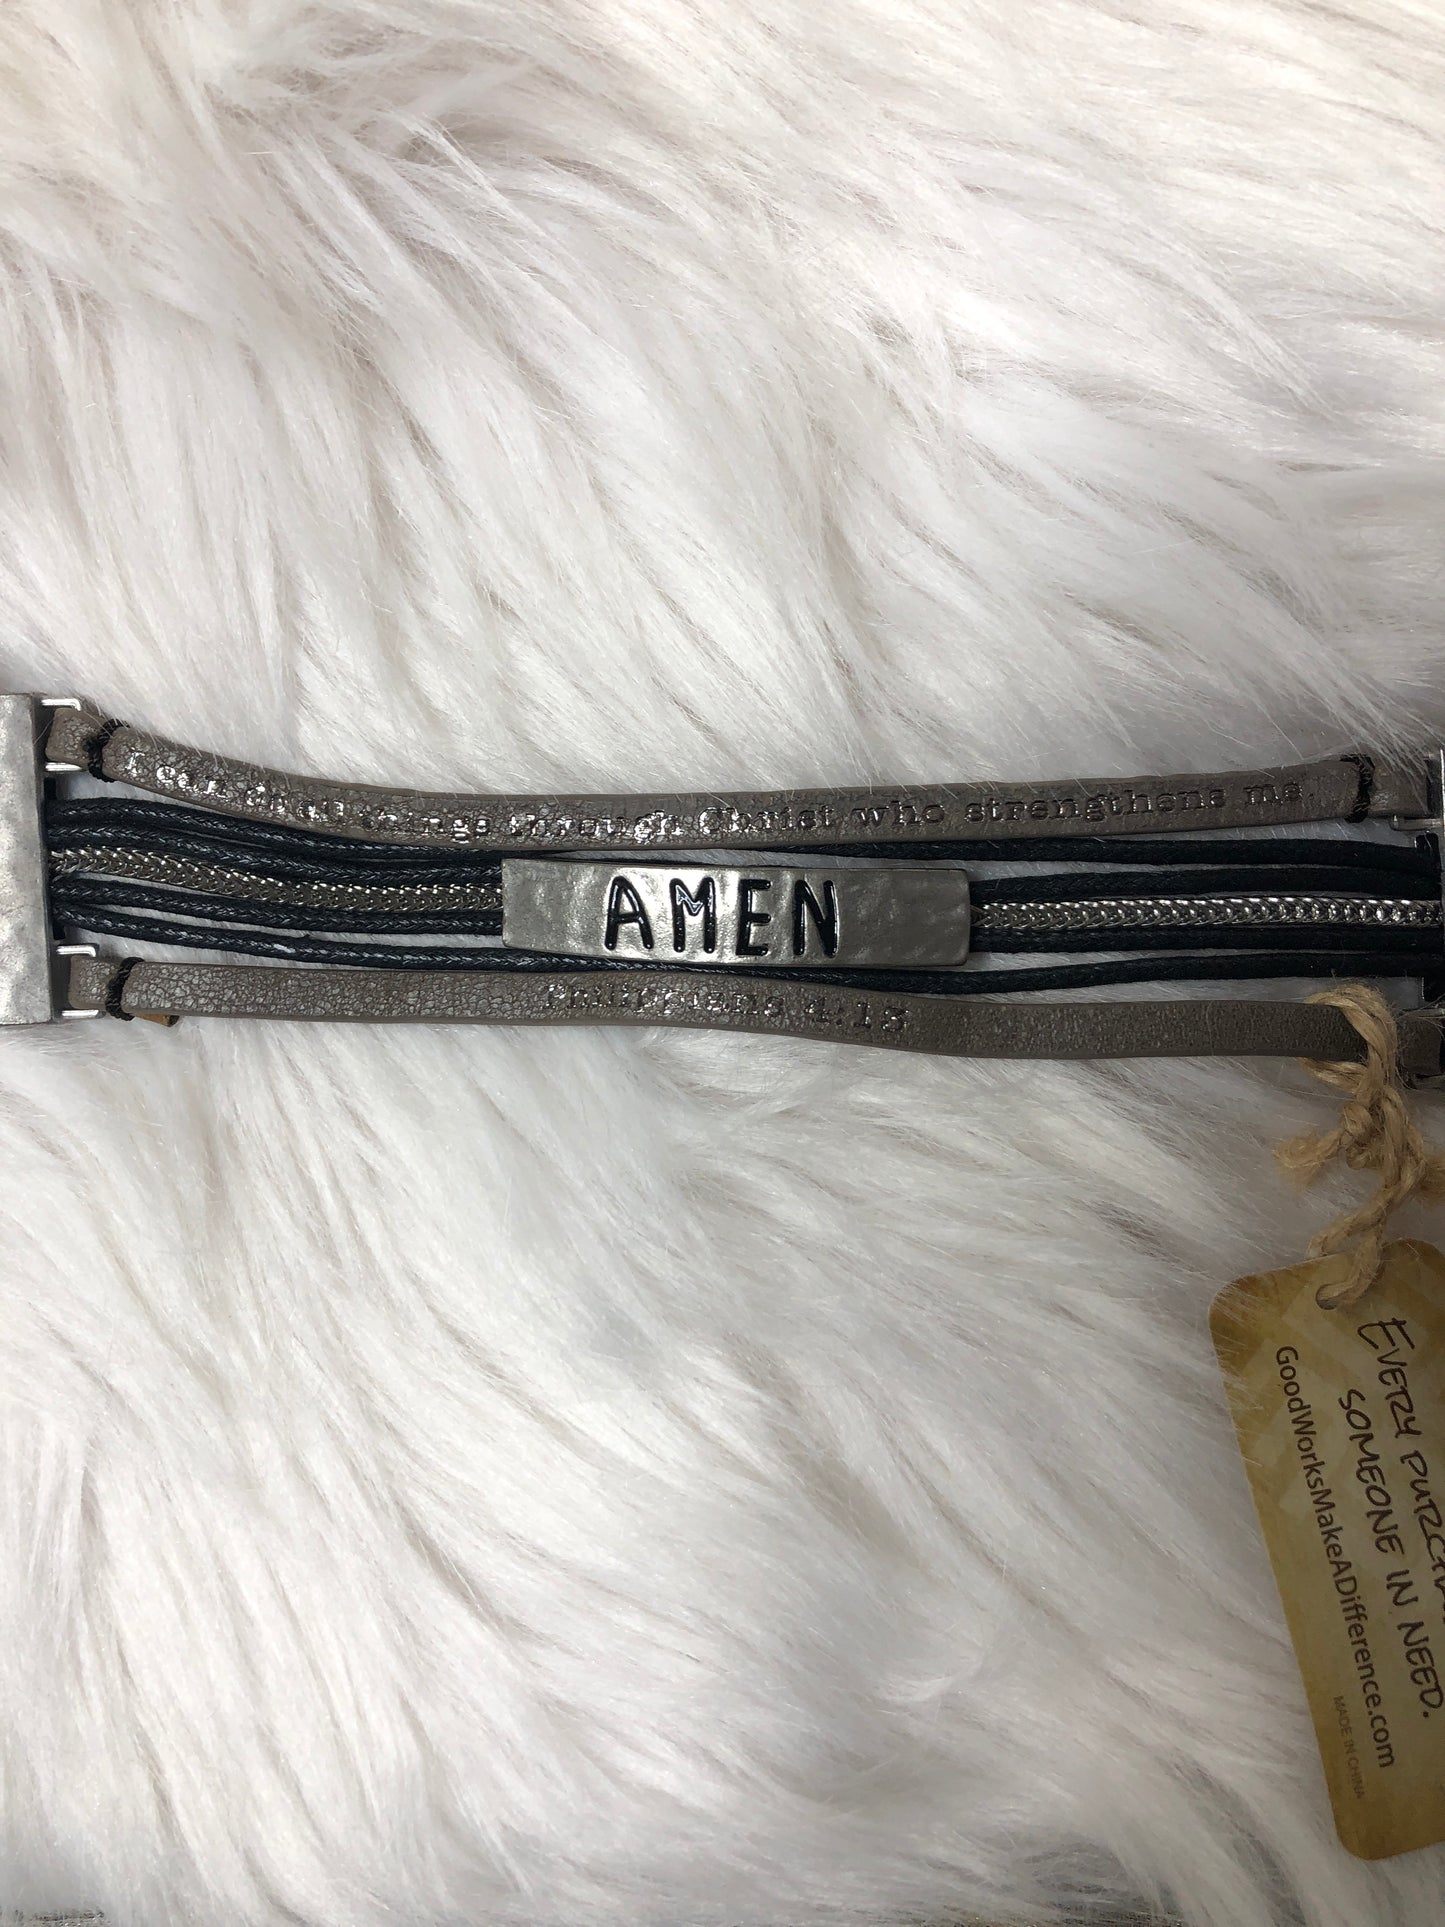 I can do all things through Christ who strengthens me.
AMEN
Philippians 4:13
EVERY
SOMEONE IN NEED.
GoodWorksMakeADifference.com
MADE IN CHINA